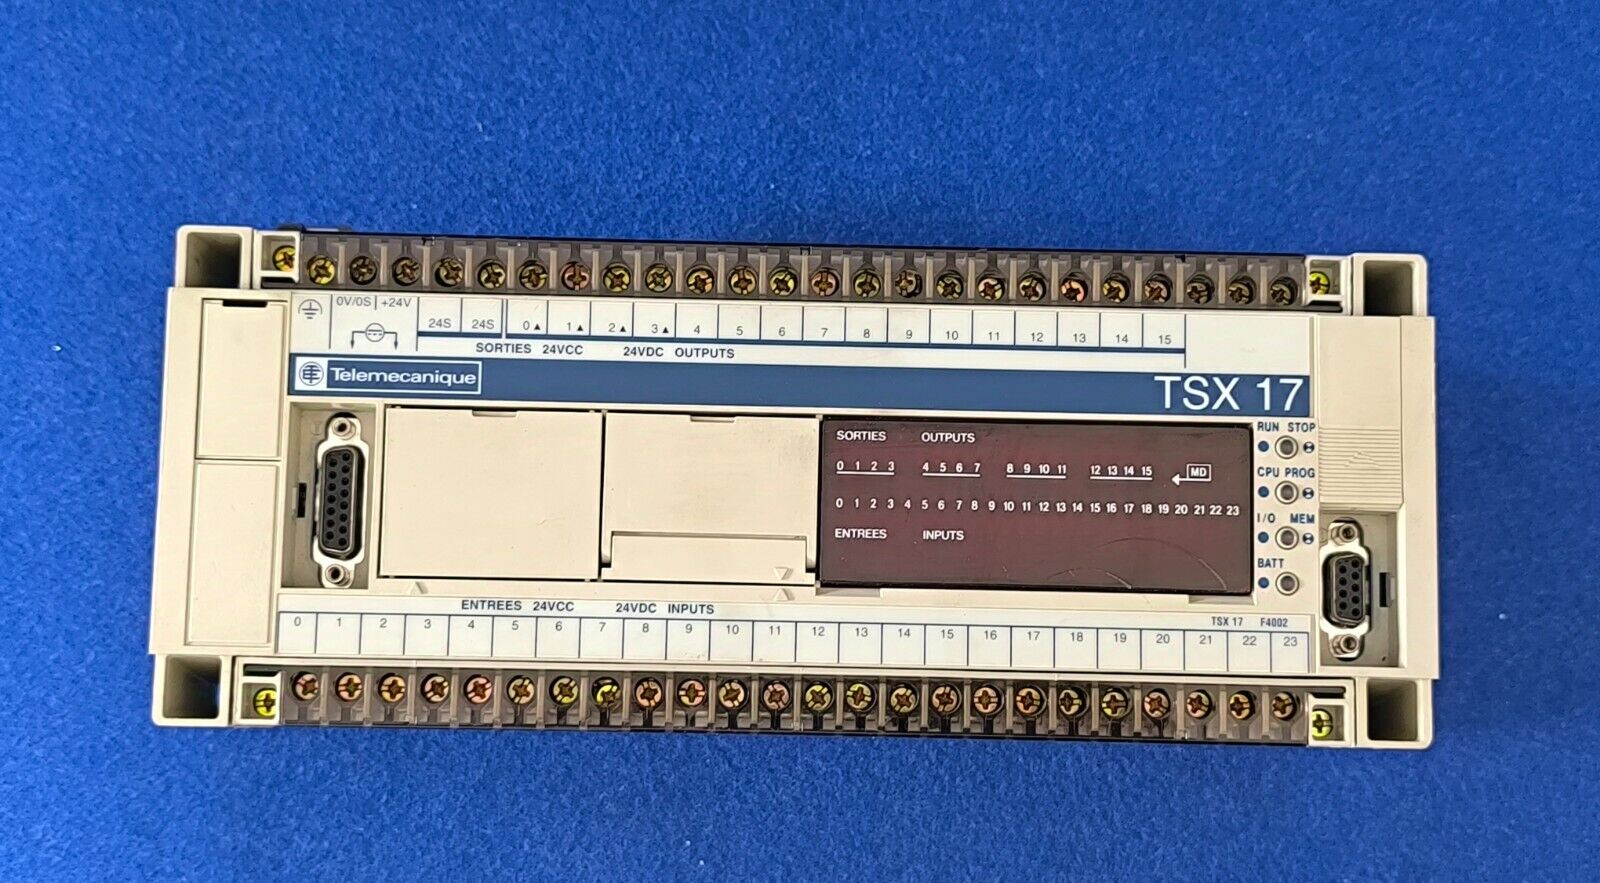 0V/0S +24V
24S 24S 0▲ 1▲ 2▲ 3▲ 4 5 6 7 8 9 10 11 12 13 14 15
SORTIES 24VCC 24VDC OUTPUTS
Telemecanique
TSX 17
RUN STOP
SORTIES OUTPUTS
0 1 2 3 4 5 6 7 8 9 10 11 12 13 14 15 MD
CPU PROG
0 1 2 3 4 5 6 7 8 9 10 11 12 13 14 15 16 17 18 19 20 21 22 23
I/O MEM
ENTREES INPUTS
BATT
ENTREES 24VCC 24VDC INPUTS
TSX 17 F4002
0 1 2 3 4 5 6 7 8 9 10 11 12 13 14 15 16 17 18 19 20 21 22 23